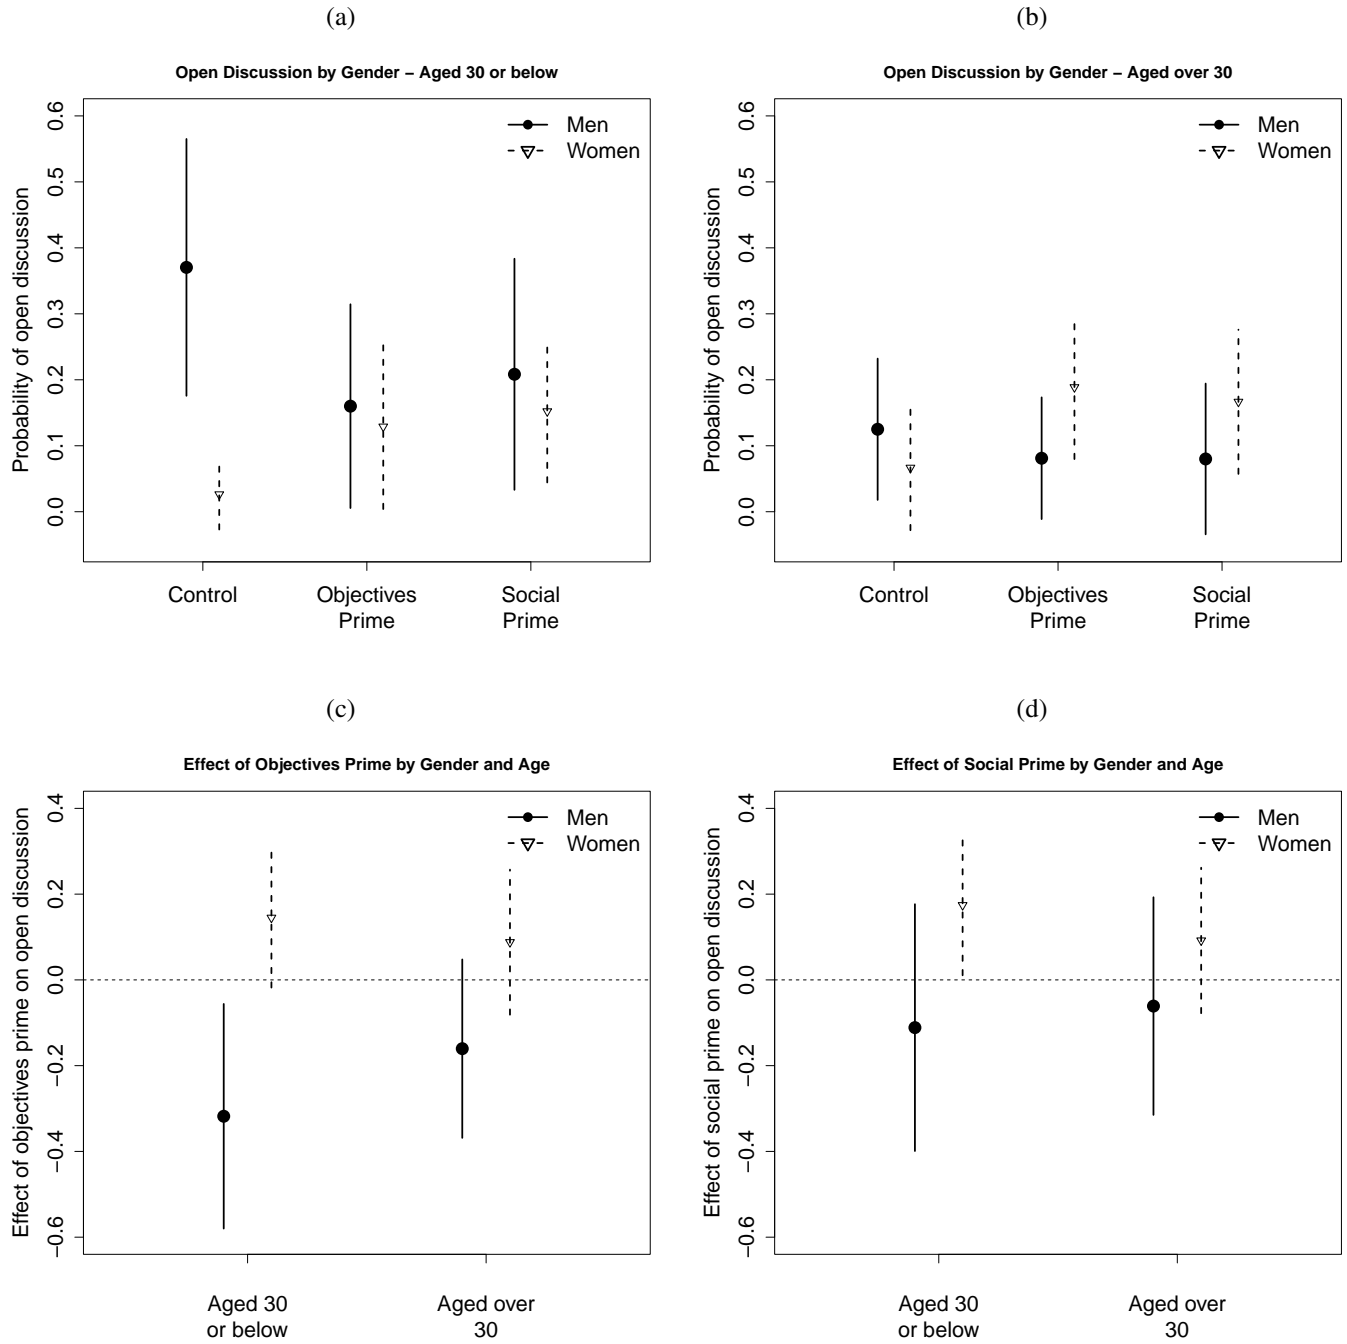 (a)
Open Discussion by Gender – Aged 30 or below
Probability of open discussion
0.6
0.5
0.4
0.3
0.2
0.1
0.0
Men
Women
Control
Objectives
Prime
Social
Prime
(b)
Open Discussion by Gender – Aged over 30
Probability of open discussion
0.6
0.5
0.4
0.3
0.2
0.1
0.0
Men
Women
Control
Objectives
Prime
Social
Prime
(c)
Effect of Objectives Prime by Gender and Age
Effect of objectives prime on open discussion
0.4
0.2
0.0
−0.2
−0.4
−0.6
Men
Women
Aged 30
or below
Aged over
30
(d)
Effect of Social Prime by Gender and Age
Effect of social prime on open discussion
0.4
0.2
0.0
−0.2
−0.4
−0.6
Men
Women
Aged 30
or below
Aged over
30